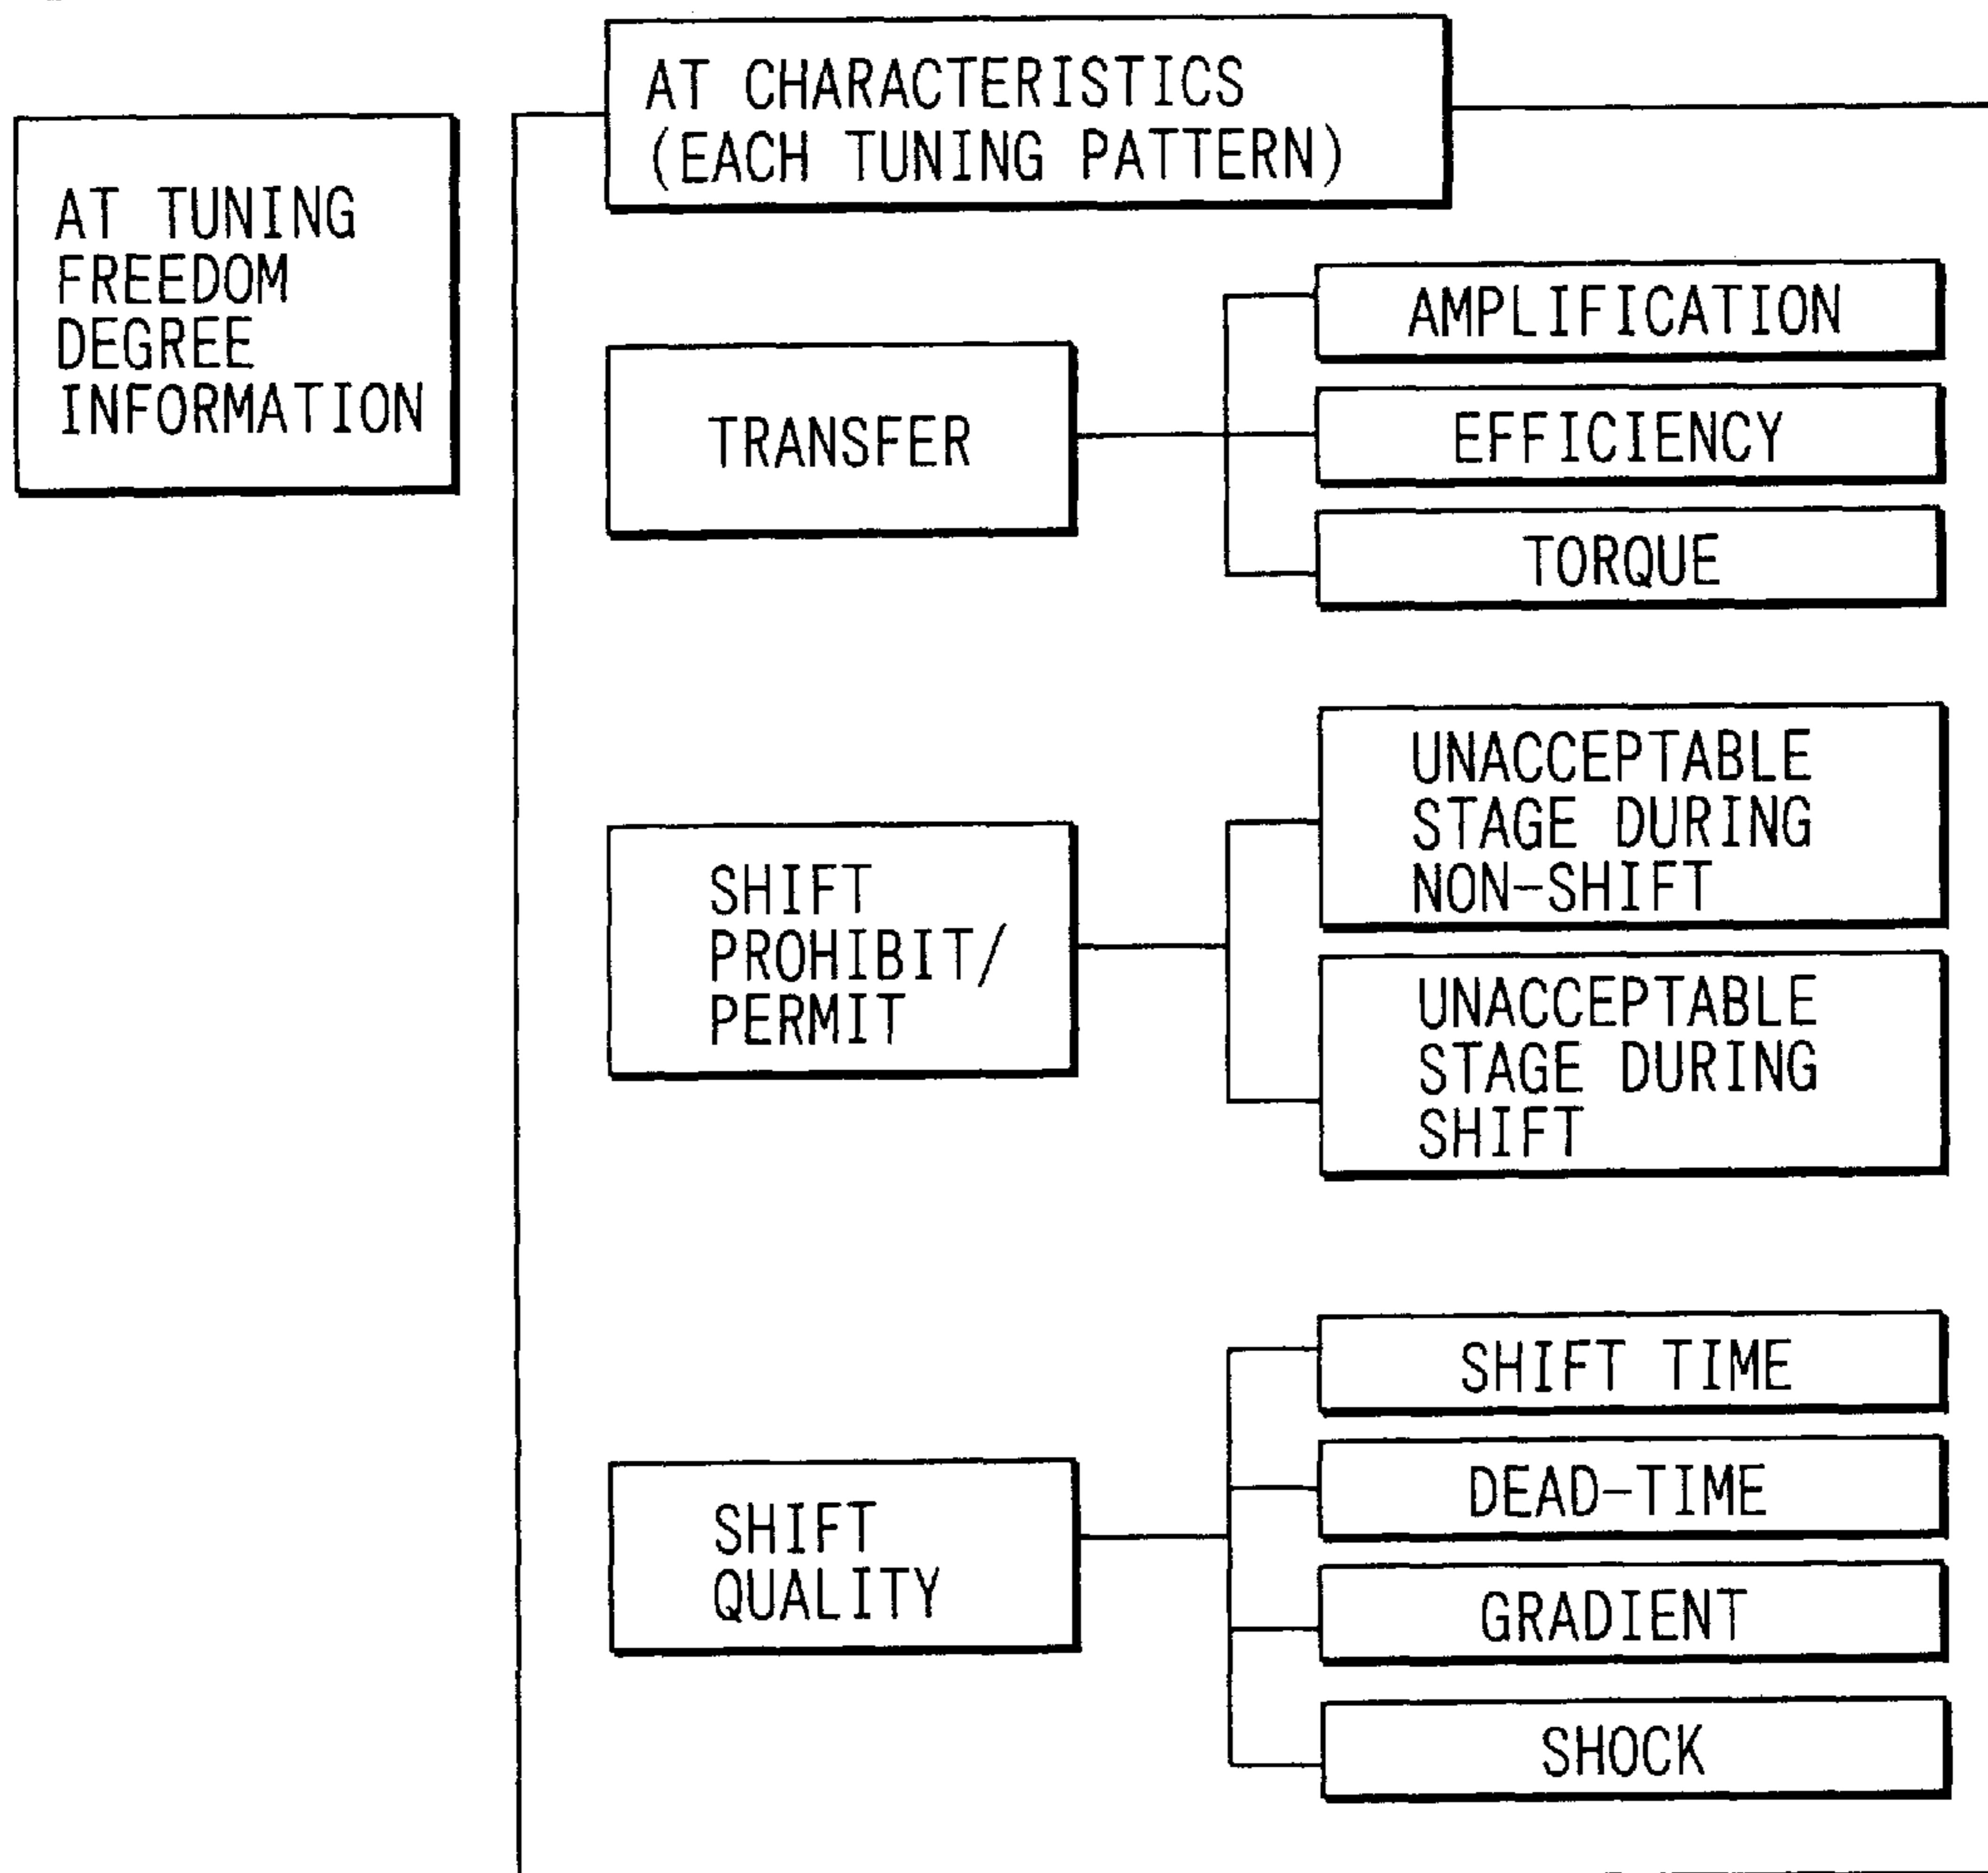 AT CHARACTERISTICS
(EACH TUNING PATTERN)
AT TUNING
FREEDOM
DEGREE
INFORMATION
TRANSFER
AMPLIFICATION
EFFICIENCY
TORQUE
SHIFT
PROHIBIT/
PERMIT
UNACCEPTABLE
STAGE DURING
NON-SHIFT
UNACCEPTABLE
STAGE DURING
SHIFT
SHIFT
QUALITY
SHIFT TIME
DEAD-TIME
GRADIENT
SHOCK